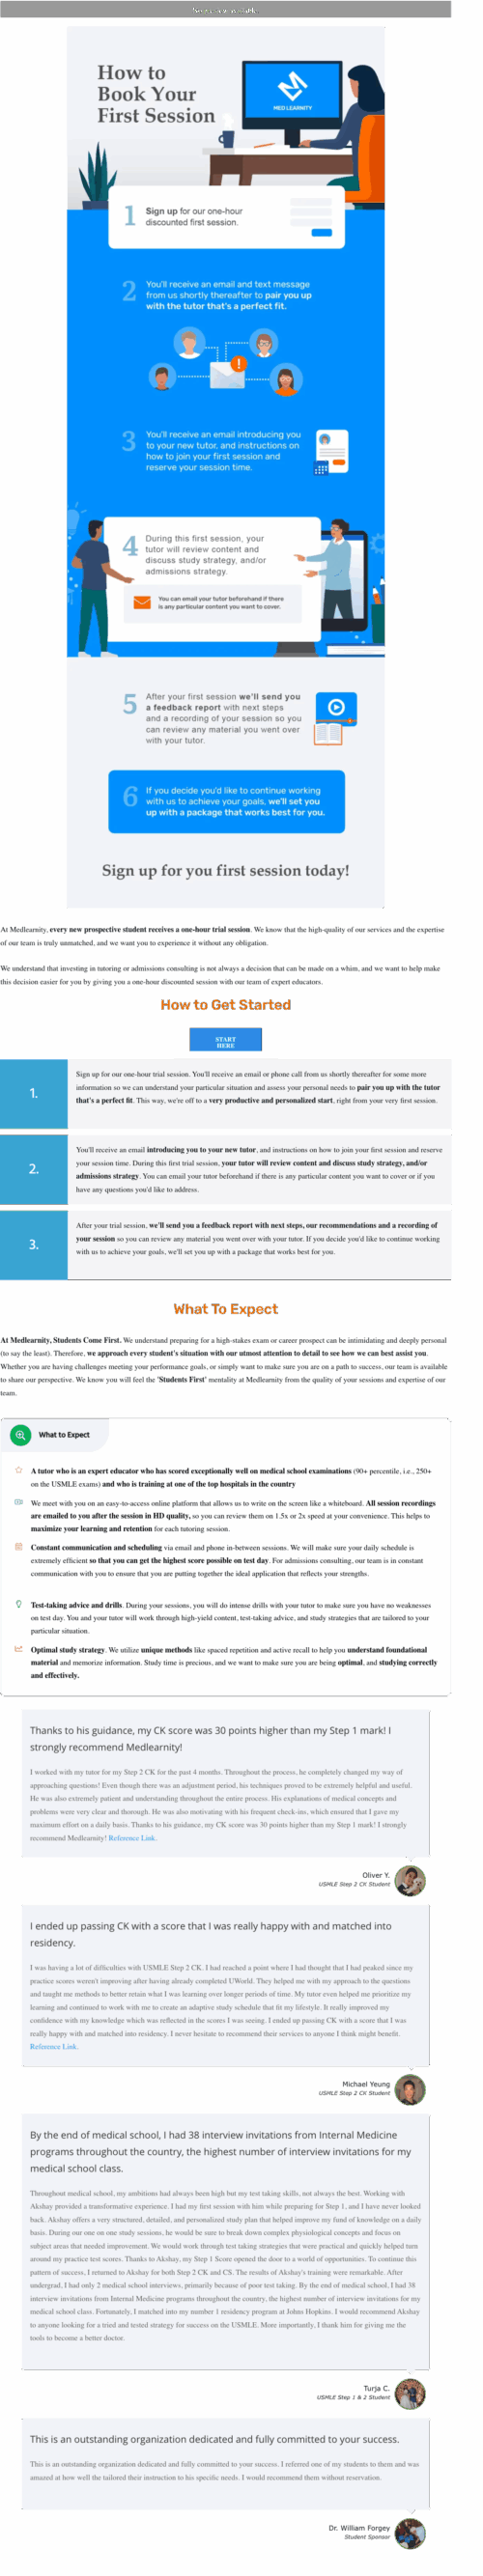 How to
Book Your
First Session
MED LEARNITY
1
Sign up for our one-hour
discounted first session.
2
You'll receive an email and text message
from us shortly thereafter to pair you up
with the tutor that's a perfect fit.
!
3
You'll receive an email introducing you
to your new tutor, and instructions on
how to join your first session and
reserve your session time.
4
During this first session, your
tutor will review content and
discuss study strategy, and/or
admissions strategy.
You can email your tutor beforehand if there
is any particular content you want to cover.
5
After your first session we'll send you
a feedback report with next steps
and a recording of your session so you
can review any material you went over
with your tutor.
6
If you decide you'd like to continue working
with us to achieve your goals, we'll set you
up with a package that works best for you.
Sign up for you first session today!
At Medlearnity, every new prospective student receives a one-hour trial session. We know that the high-quality of our services and the expertise
of our team is truly unmatched, and we want you to experience it without any obligation.
We understand that investing in tutoring or admissions consulting is not always a decision that can be made on a whim, and we want to help make
this decision easier for you by giving you a one-hour discounted session with our team of expert educators.
How to Get Started
START
HERE
1.
Sign up for our one-hour trial session. You'll receive an email or phone call from us shortly thereafter for some more
information so we can understand your particular situation and assess your personal needs to pair you up with the tutor
that's a perfect fit. This way, we're off to a very productive and personalized start, right from your very first session.
2.
You'll receive an email introducing you to your new tutor, and instructions on how to join your first session and reserve
your session time. During this first trial session, your tutor will review content and discuss study strategy, and/or
admissions strategy. You can email your tutor beforehand if there is any particular content you want to cover or if you
have any questions you'd like to address.
3.
After your trial session, we'll send you a feedback report with next steps, our recommendations and a recording of
your session so you can review any material you went over with your tutor. If you decide you'd like to continue working
with us to achieve your goals, we'll set you up with a package that works best for you.
What To Expect
At Medlearnity, Students Come First. We understand preparing for a high-stakes exam or career prospect can be intimidating and deeply personal
(to say the least). Therefore, we approach every student's situation with our utmost attention to detail to see how we can best assist you.
Whether you are having challenges meeting your performance goals, or simply want to make sure you are on a path to success, our team is available
to share our perspective. We know you will feel the 'Students First' mentality at Medlearnity from the quality of your sessions and expertise of our
team.
What to Expect
A tutor who is an expert educator who has scored exceptionally well on medical school examinations (90+ percentile, i.e., 250+
on the USMLE exams) and who is training at one of the top hospitals in the country
We meet with you on an easy-to-access online platform that allows us to write on the screen like a whiteboard. All session recordings
are emailed to you after the session in HD quality, so you can review them on 1.5x or 2x speed at your convenience. This helps to
maximize your learning and retention for each tutoring session.
Constant communication and scheduling via email and phone in-between sessions. We will make sure your daily schedule is
extremely efficient so that you can get the highest score possible on test day. For admissions consulting, our team is in constant
communication with you to ensure that you are putting together the ideal application that reflects your strengths.
Test-taking advice and drills. During your sessions, you will do intense drills with your tutor to make sure you have no weaknesses
on test day. You and your tutor will work through high-yield content, test-taking advice, and study strategies that are tailored to your
particular situation.
Optimal study strategy. We utilize unique methods like spaced repetition and active recall to help you understand foundational
material and memorize information. Study time is precious, and we want to make sure you are being optimal, and studying correctly
and effectively.
Thanks to his guidance, my CK score was 30 points higher than my Step 1 mark! I
strongly recommend Medlearnity!
I worked with my tutor for my Step 2 CK for the past 4 months. Throughout the process, he completely changed my way of
approaching questions! Even though there was an adjustment period, his techniques proved to be extremely helpful and useful.
He was also extremely patient and understanding throughout the entire process. His explanations of medical concepts and
problems were very clear and thorough. He was also motivating with his frequent check-ins, which ensured that I gave my
maximum effort on a daily basis. Thanks to his guidance, my CK score was 30 points higher than my Step 1 mark! I strongly
recommend Medlearnity! Reference Link.
Oliver Y.
USMLE Step 2 CK Student
I ended up passing CK with a score that I was really happy with and matched into
residency.
I was having a lot of difficulties with USMLE Step 2 CK. I had reached a point where I had thought that I had peaked since my
practice scores weren't improving after having already completed UWorld. They helped me with my approach to the questions
and taught me methods to better retain what I was learning over longer periods of time. My tutor even helped me prioritize my
learning and continued to work with me to create an adaptive study schedule that fit my lifestyle. It really improved my
confidence with my knowledge which was reflected in the scores I was seeing. I ended up passing CK with a score that I was
really happy with and matched into residency. I never hesitate to recommend their services to anyone I think might benefit.
Reference Link.
Michael Yeung
USMLE Step 2 CK Student
By the end of medical school, I had 38 interview invitations from Internal Medicine
programs throughout the country, the highest number of interview invitations for my
medical school class.
Throughout medical school, my ambitions had always been high but my test taking skills, not always the best. Working with
Akshay provided a transformative experience. I had my first session with him while preparing for Step 1, and I have never looked
back. Akshay offers a very structured, detailed, and personalized study plan that helped improve my fund of knowledge on a daily
basis. During our one on one study sessions, he would be sure to break down complex physiological concepts and focus on
subject areas that needed improvement. We would work through test taking strategies that were practical and quickly helped turn
around my practice test scores. Thanks to Akshay, my Step 1 Score opened the door to a world of opportunities. To continue this
pattern of success, I returned to Akshay for both Step 2 CK and CS. The results of Akshay's training were remarkable. After
undergrad, I had only 2 medical school interviews, primarily because of poor test taking. By the end of medical school, I had 38
interview invitations from Internal Medicine programs throughout the country, the highest number of interview invitations for my
medical school class. Fortunately, I matched into my number 1 residency program at Johns Hopkins. I would recommend Akshay
to anyone looking for a tried and tested strategy for success on the USMLE. More importantly, I thank him for giving me the
tools to become a better doctor.
Turja C.
USMLE Step 1 & 2 Student
This is an outstanding organization dedicated and fully committed to your success.
This is an outstanding organization dedicated and fully committed to your success. I referred one of my students to them and was
amazed at how well the tailored their instruction to his specific needs. I would recommend them without reservation.
Dr. William Forgey
Student Sponsor